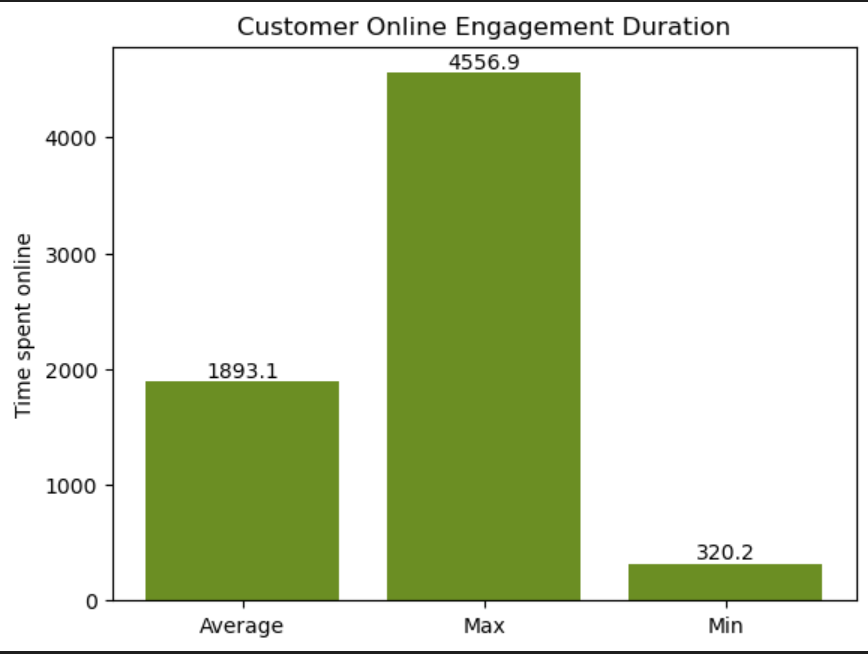 Customer Online Engagement Duration
Time spent online
4000
3000
2000
1000
0
1893.1
4556.9
320.2
Average
Max
Min